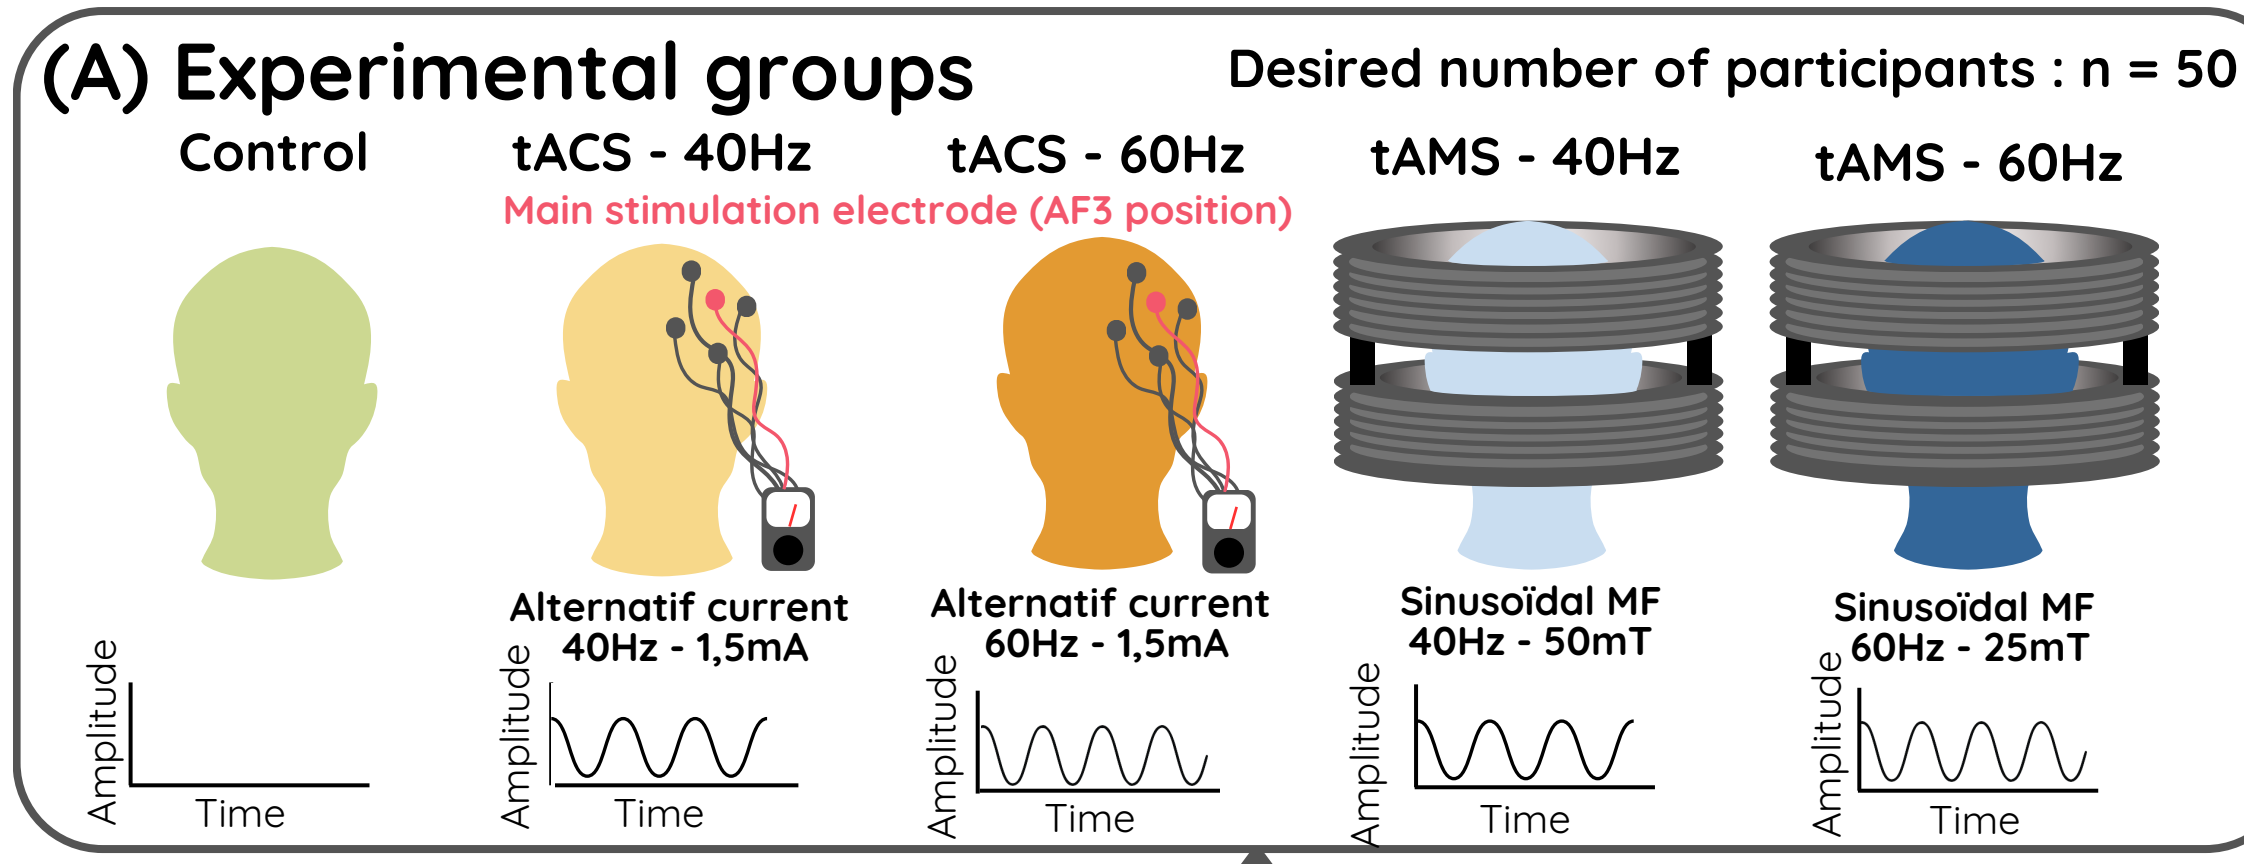 (A) Experimental groups
Desired number of participants : n = 50
Control
tACS - 40Hz
tACS - 60Hz
tAMS - 40Hz
tAMS - 60Hz
Main stimulation electrode (AF3 position)
Alternatif current
40Hz - 1,5mA
Alternatif current
60Hz - 1,5mA
Sinusoïdal MF
40Hz - 50mT
Sinusoïdal MF
60Hz - 25mT
Amplitude
Time
Amplitude
Time
Amplitude
Time
Amplitude
Time
Amplitude
Time